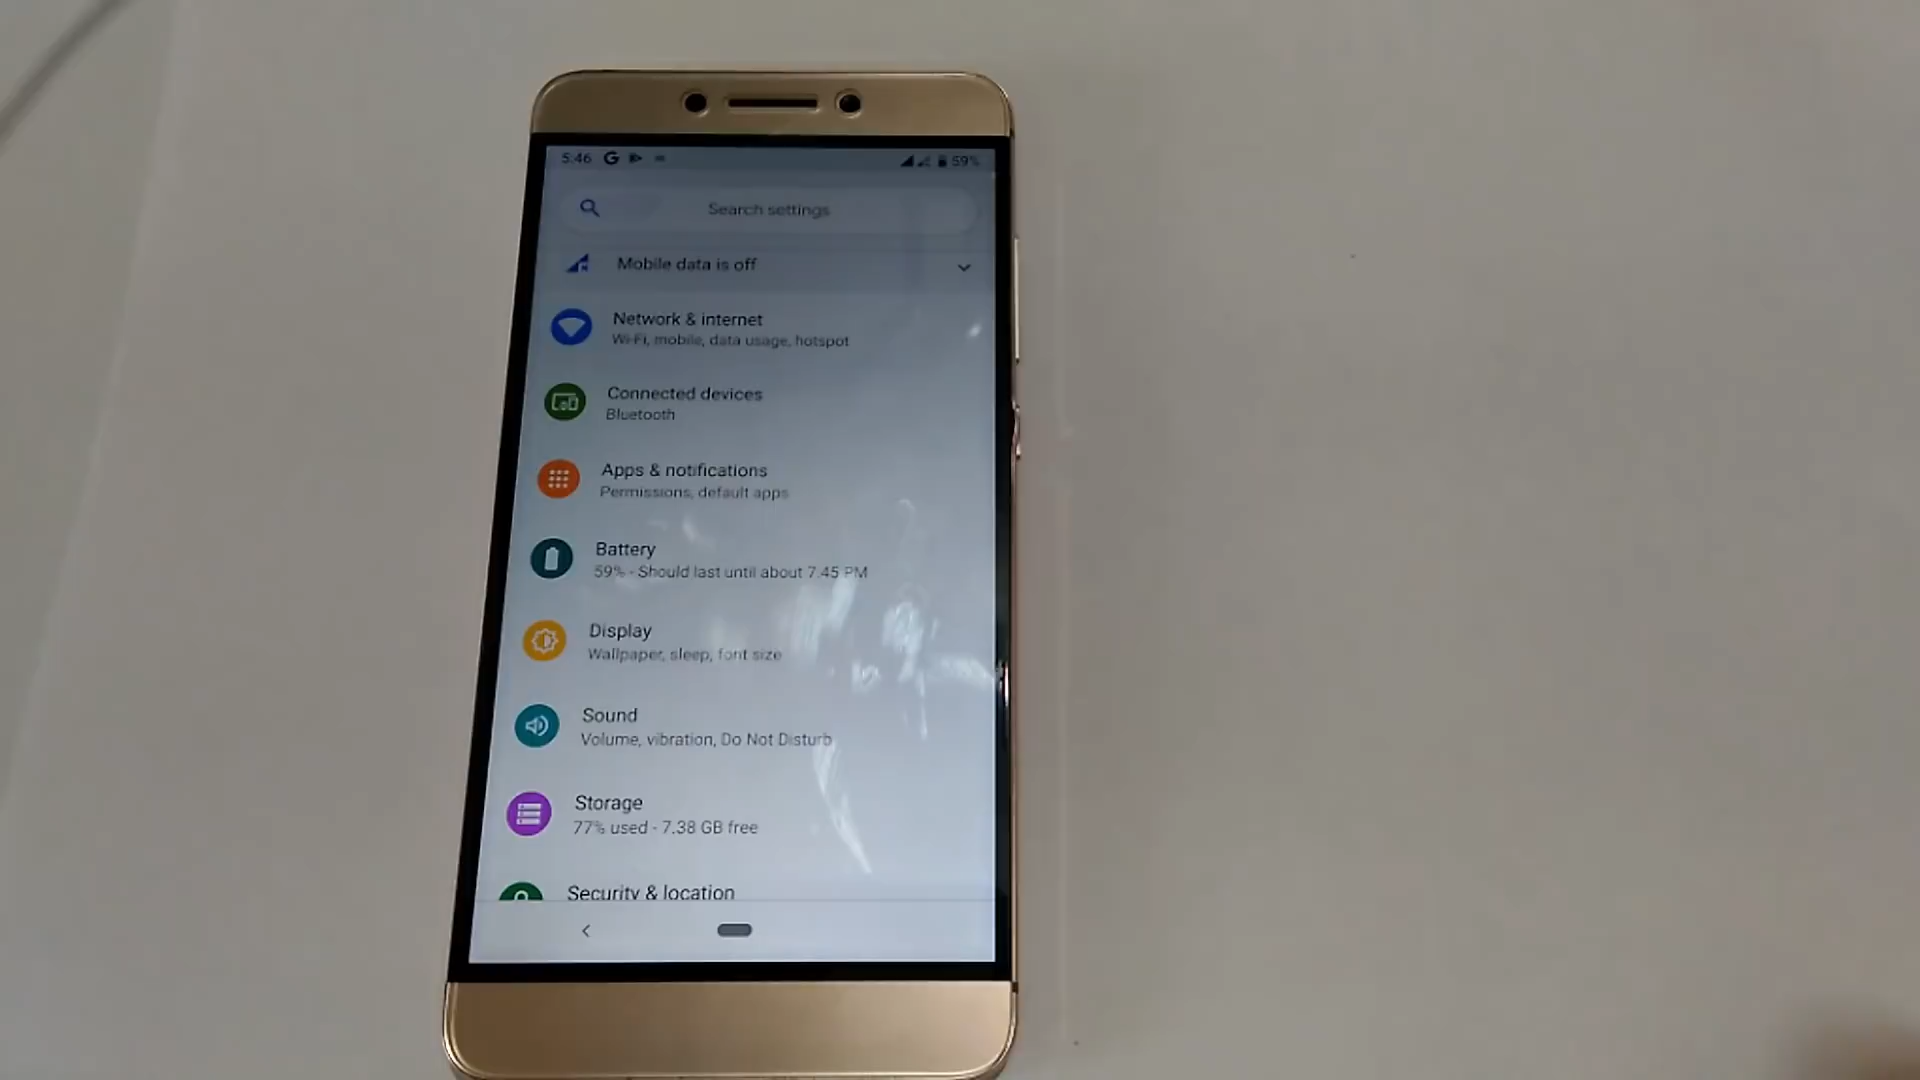 5:46 G 59%
Search settings
Mobile data is off
Network & internet
Wi-Fi, mobile, data usage, hotspot
Connected devices
Bluetooth
Apps & notifications
Permissions, default apps
Battery
59% - Should last until about 7.45 PM
Display
Wallpaper, sleep, font size
Sound
Volume, vibration, Do Not Disturb
Storage
77% used - 7.38 GB free
Security & location